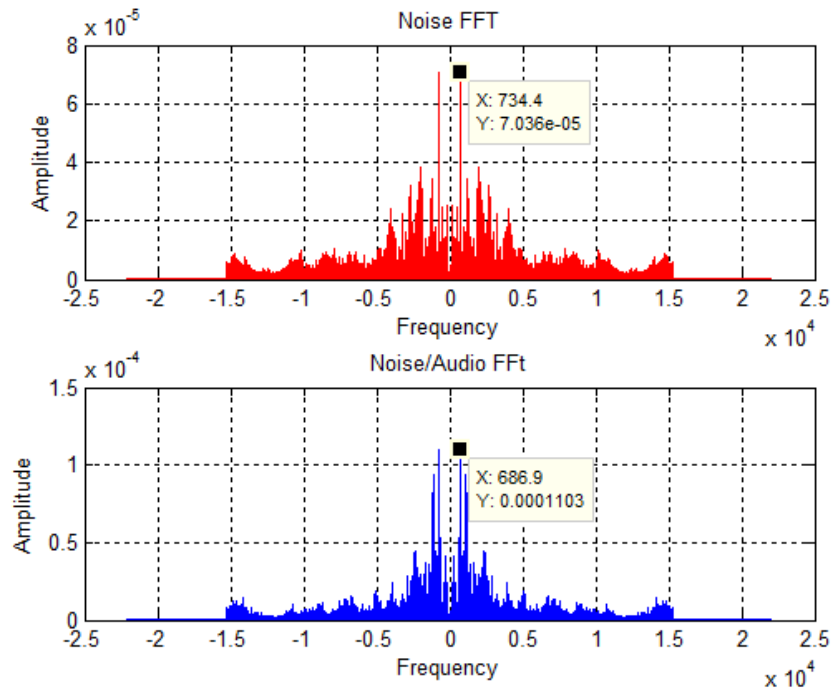 Noise FFT
x 10^-5
8
6
4
2
0
Amplitude
X: 734.4
Y: 7.036e-05
-2.5 -2 -1.5 -1 -0.5 0 0.5 1 1.5 2 2.5
Frequency
x 10^4
Noise/Audio FFt
x 10^-4
1.5
1
0.5
0
Amplitude
X: 686.9
Y: 0.0001103
-2.5 -2 -1.5 -1 -0.5 0 0.5 1 1.5 2 2.5
Frequency
x 10^4